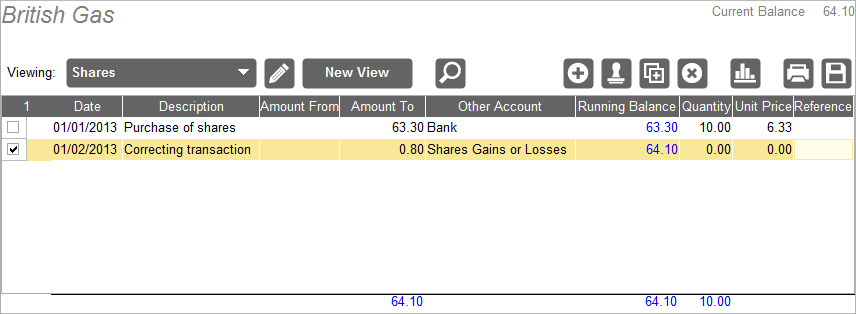 British Gas
Current Balance 64.10
Viewing: Shares New View
1 Date Description Amount From Amount To Other Account Running Balance Quantity Unit Price Reference
01/01/2013 Purchase of shares 63.30 Bank 63.30 10.00 6.33
01/02/2013 Correcting transaction 0.80 Shares Gains or Losses 64.10 0.00 0.00
64.10 64.10 10.00